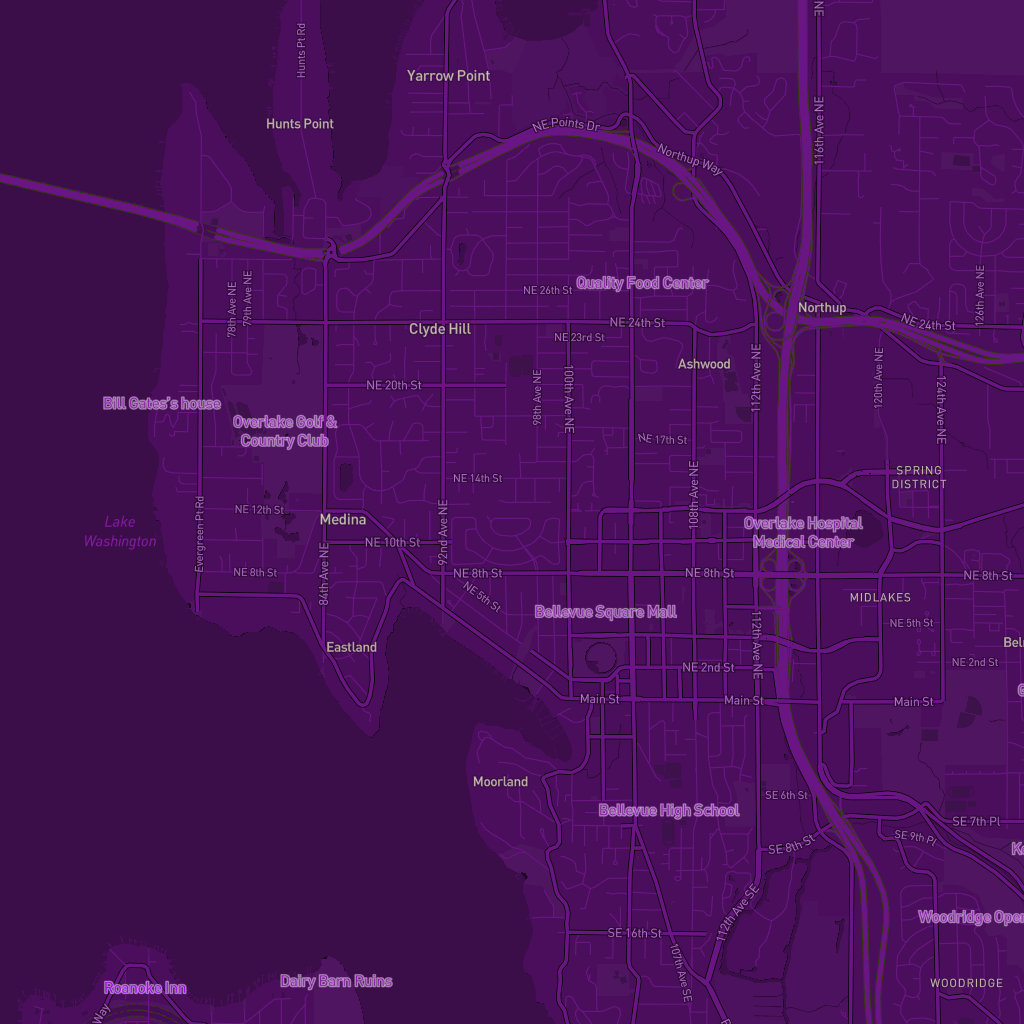 Hunts Pt Rd
NE
Yarrow Point
116th Ave NE
Hunts Point
NE Points Dr
Northup Way
78th Ave NE
79th Ave NE
NE 26th St
Quality Food Center
126th Ave NE
Northup
Clyde Hill
NE 24th St
NE 24th St
NE 23rd St
Ashwood
112th Ave NE
120th Ave NE
124th Ave NE
NE 20th St
98th Ave NE
100th Ave NE
Bill Gates's house
Overlake Golf &
Country Club
NE 17th St
SPRING
DISTRICT
NE 14th St
108th Ave NE
Lake
Washington
Evergreen Pt Rd
NE 12th St
Medina
Overlake Hospital
Medical Center
92nd Ave NE
NE 10th St
84th Ave NE
NE 8th St
NE 8th St
NE 8th St
NE 8th St
NE 5th St
MIDLAKES
Bellevue Square Mall
NE 5th St
112th Ave NE
Eastland
Bel
NE 2nd St
NE 2nd St
Main St
Main St
Main St
Moorland
SE 6th St
Bellevue High School
SE 7th Pl
SE 9th Pl
SE 8th St
112th Ave SE
Woodridge Open
SE 16th St
107th Ave SE
Dairy Barn Ruins
Roanoke Inn
WOODRIDGE
Way